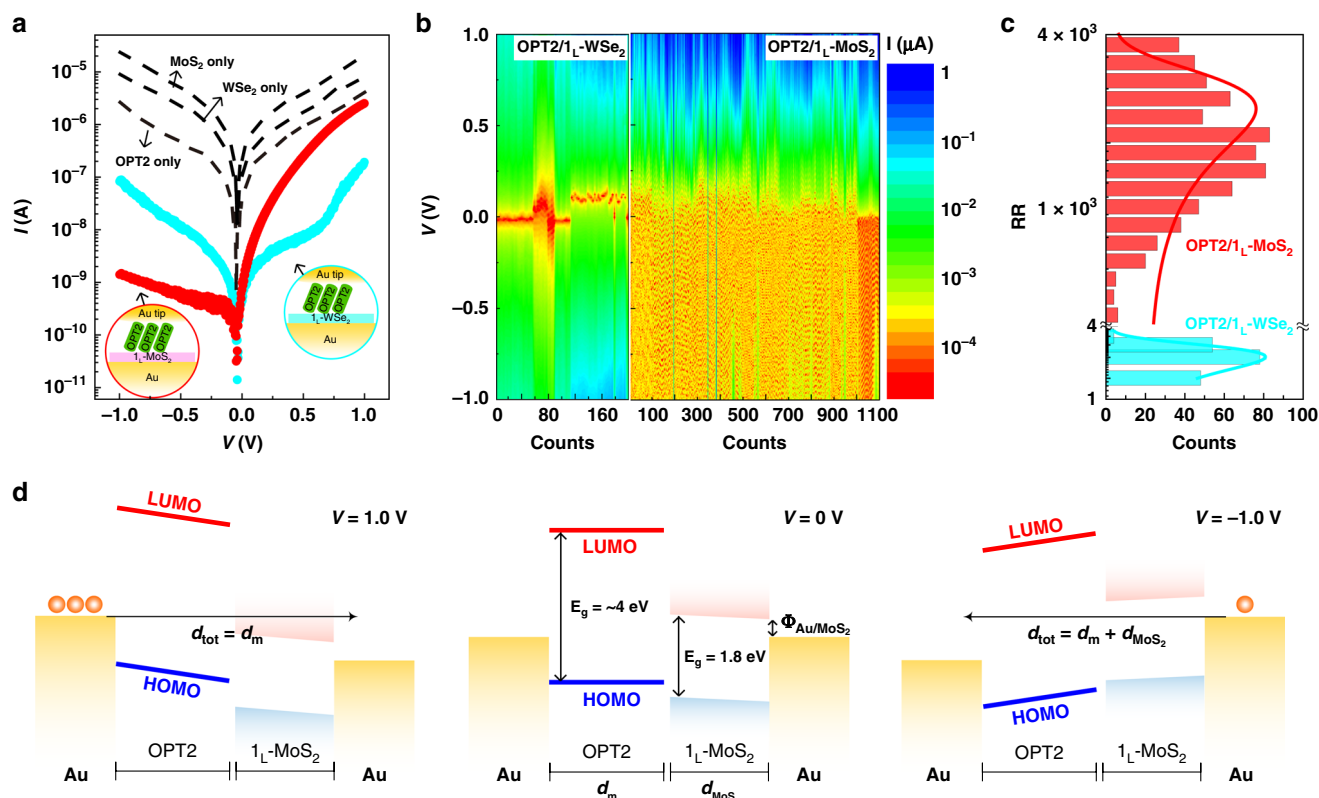 a
I (A)
10⁻⁵
10⁻⁶
10⁻⁷
10⁻⁸
10⁻⁹
10⁻¹⁰
10⁻¹¹
MoS₂ only
WSe₂ only
OPT2 only
Au tip
OPT2 OPT2 OPT2
1L-MoS₂
Au
Au tip
OPT2 OPT2 OPT2
1L-WSe₂
Au
−1.0 −0.5 0.0 0.5 1.0
V (V)
b
V (V)
1.0
0.5
0.0
−0.5
−1.0
OPT2/1L-WSe₂
OPT2/1L-MoS₂
0 80 160
100 300 500 700 900 1100
Counts
Counts
I (μA)
1
10⁻¹
10⁻²
10⁻³
10⁻⁴
c
RR
4 × 10³
1 × 10³
4
1
OPT2/1L-MoS₂
OPT2/1L-WSe₂
0 20 40 60 80 100
Counts
d
LUMO
V = 1.0 V
dtot = dm
HOMO
OPT2
1L-MoS₂
Au
Au
V = 0 V
LUMO
Eg = ~4 eV
ΦAu/MoS₂
Eg = 1.8 eV
HOMO
OPT2
1L-MoS₂
Au
dm
dMoS
V = −1.0 V
LUMO
dtot = dm + dMoS₂
HOMO
OPT2
1L-MoS₂
Au
Au